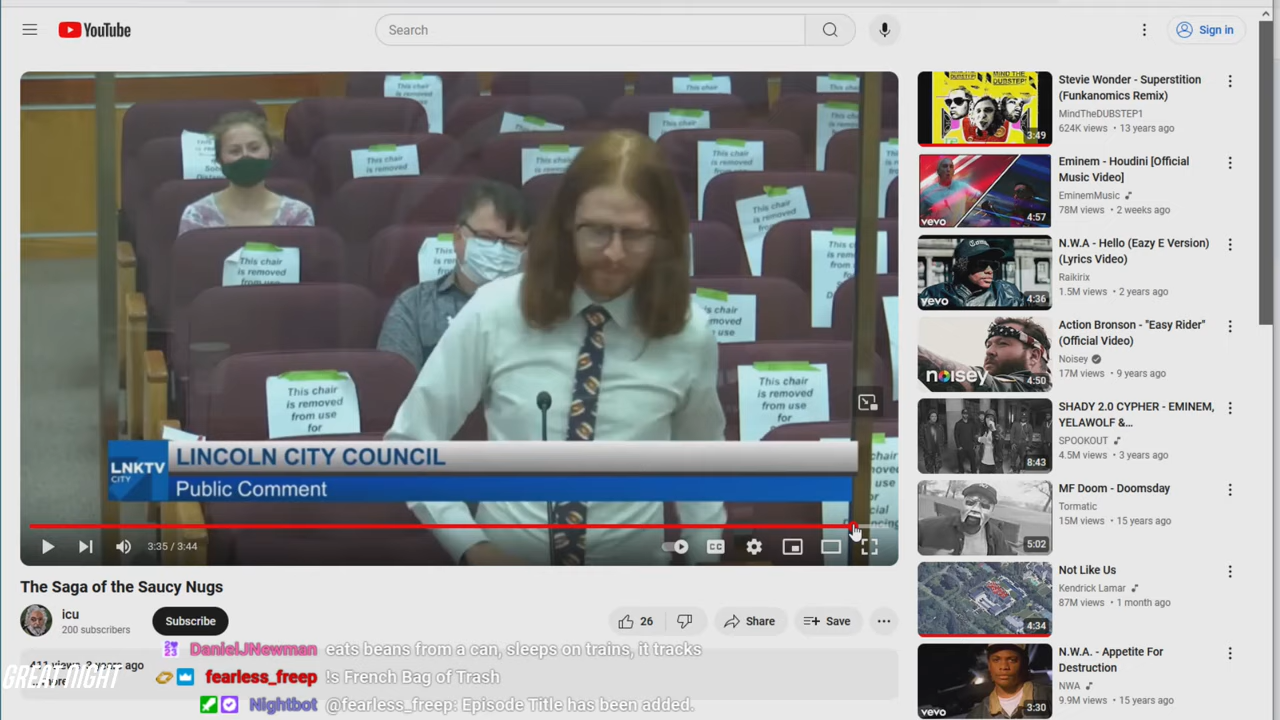 YouTube
Search
Sign in
This chair
is removed
from use
for
This chair
is removed
This chair
is removed
from use
for
LNKTV
CITY
LINCOLN CITY COUNCIL
Public Comment
3:35 / 3:44
CC
The Saga of the Saucy Nugs
icu
200 subscribers
Subscribe
26
Share
Save
DanielJNewman eats beans from a can, sleeps on trains, it tracks
GREAT NIGHT
fearless_freep !s French Bag of Trash
Nightbot @fearless_freep: Episode Title has been added.
MIND THE
DUBSTEP!
3:49
Stevie Wonder - Superstition
(Funkanomics Remix)
MindTheDUBSTEP1
624K views • 13 years ago
vevo
4:57
Eminem - Houdini [Official
Music Video]
EminemMusic
78M views • 2 weeks ago
vevo
4:36
N.W.A - Hello (Eazy E Version)
(Lyrics Video)
Raikirix
1.5M views • 2 years ago
noisey
4:50
Action Bronson - "Easy Rider"
(Official Video)
Noisey
17M views • 9 years ago
8:43
SHADY 2.0 CYPHER - EMINEM,
YELAWOLF &...
SPOOKOUT
4.5M views • 3 years ago
5:02
MF Doom - Doomsday
Tormatic
15M views • 15 years ago
4:34
Not Like Us
Kendrick Lamar
87M views • 1 month ago
vevo
3:30
N.W.A. - Appetite For
Destruction
NWA
9.9M views • 15 years ago